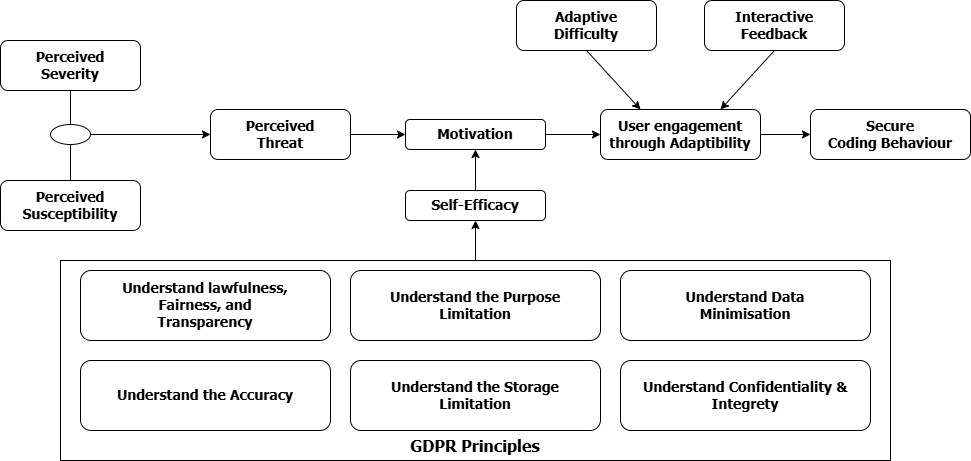 Adaptive
Difficulty
Interactive
Feedback
Perceived
Severity
Perceived
Threat
Motivation
User engagement
through Adaptibility
Secure
Coding Behaviour
Perceived
Susceptibility
Self-Efficacy
Understand lawfulness,
Fairness, and
Transparency
Understand the Purpose
Limitation
Understand Data
Minimisation
Understand the Accuracy
Understand the Storage
Limitation
Understand Confidentiality &
Integrety
GDPR Principles